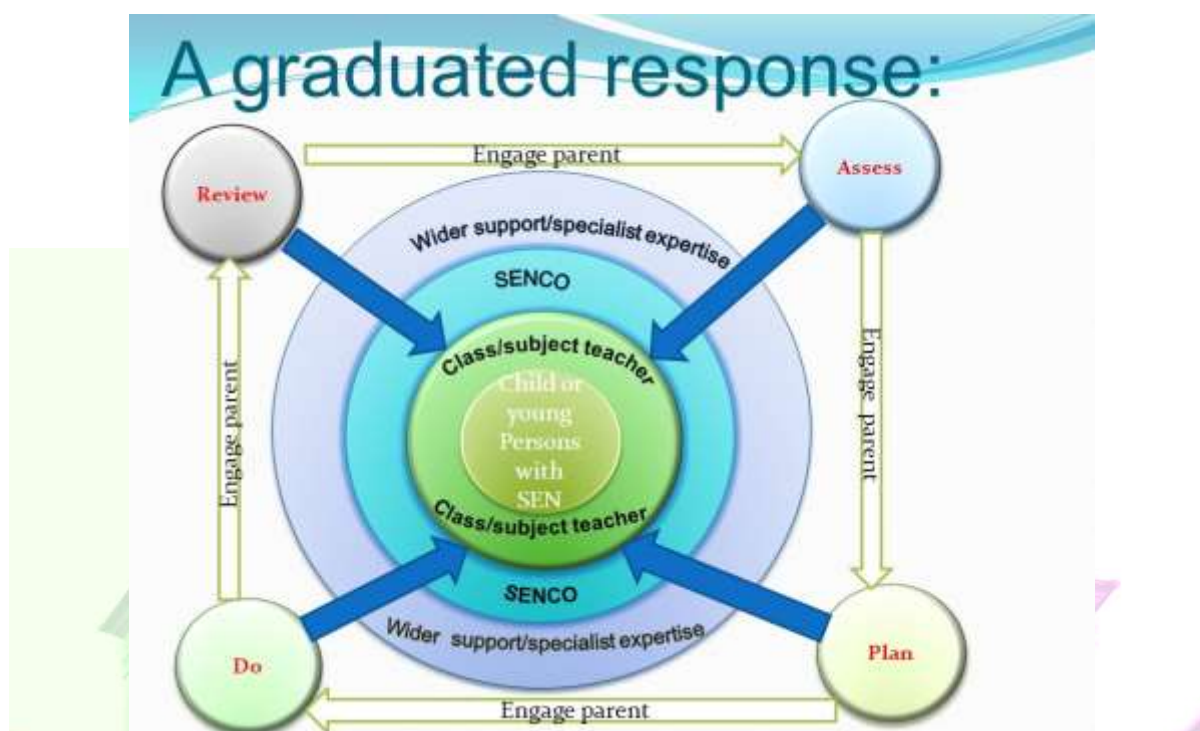 A graduated response:
Engage parent
Review
Assess
Wider support/specialist expertise
SENCO
Class/subject teacher
Child or
young
Persons
with
SEN
Engage parent
Engage parent
Class/subject teacher
SENCO
Wider support/specialist expertise
Do
Plan
Engage parent